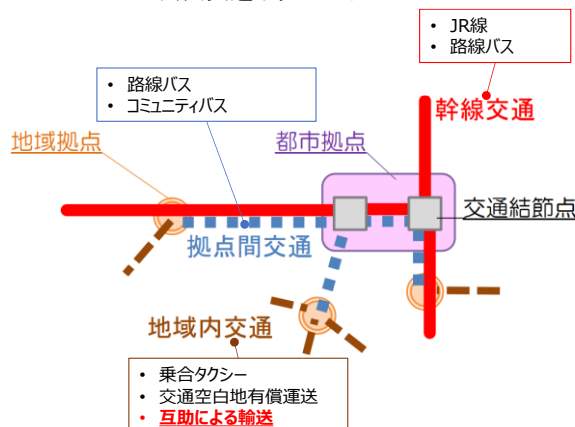 • JR線
• 路線バス
• 路線バス
• コミュニティバス
幹線交通
地域拠点
都市拠点
交通結節点
拠点間交通
地域内交通
• 乗合タクシー
• 交通空白地有償運送
• 互助による輸送